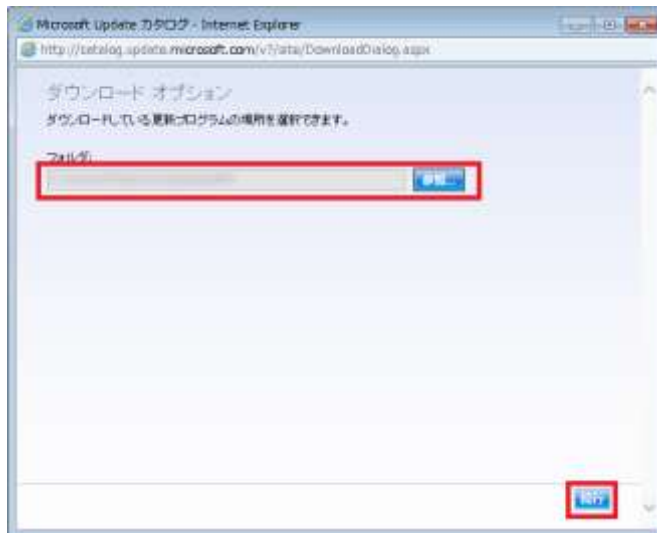 Microsoft Update カタログ - Internet Explorer
http://catalog.update.microsoft.com/v7/site/DownloadDialog.aspx
ダウンロード オプション
ダウンロードしている更新プログラムの場所を選択できます。
フォルダ:
参照...
続行